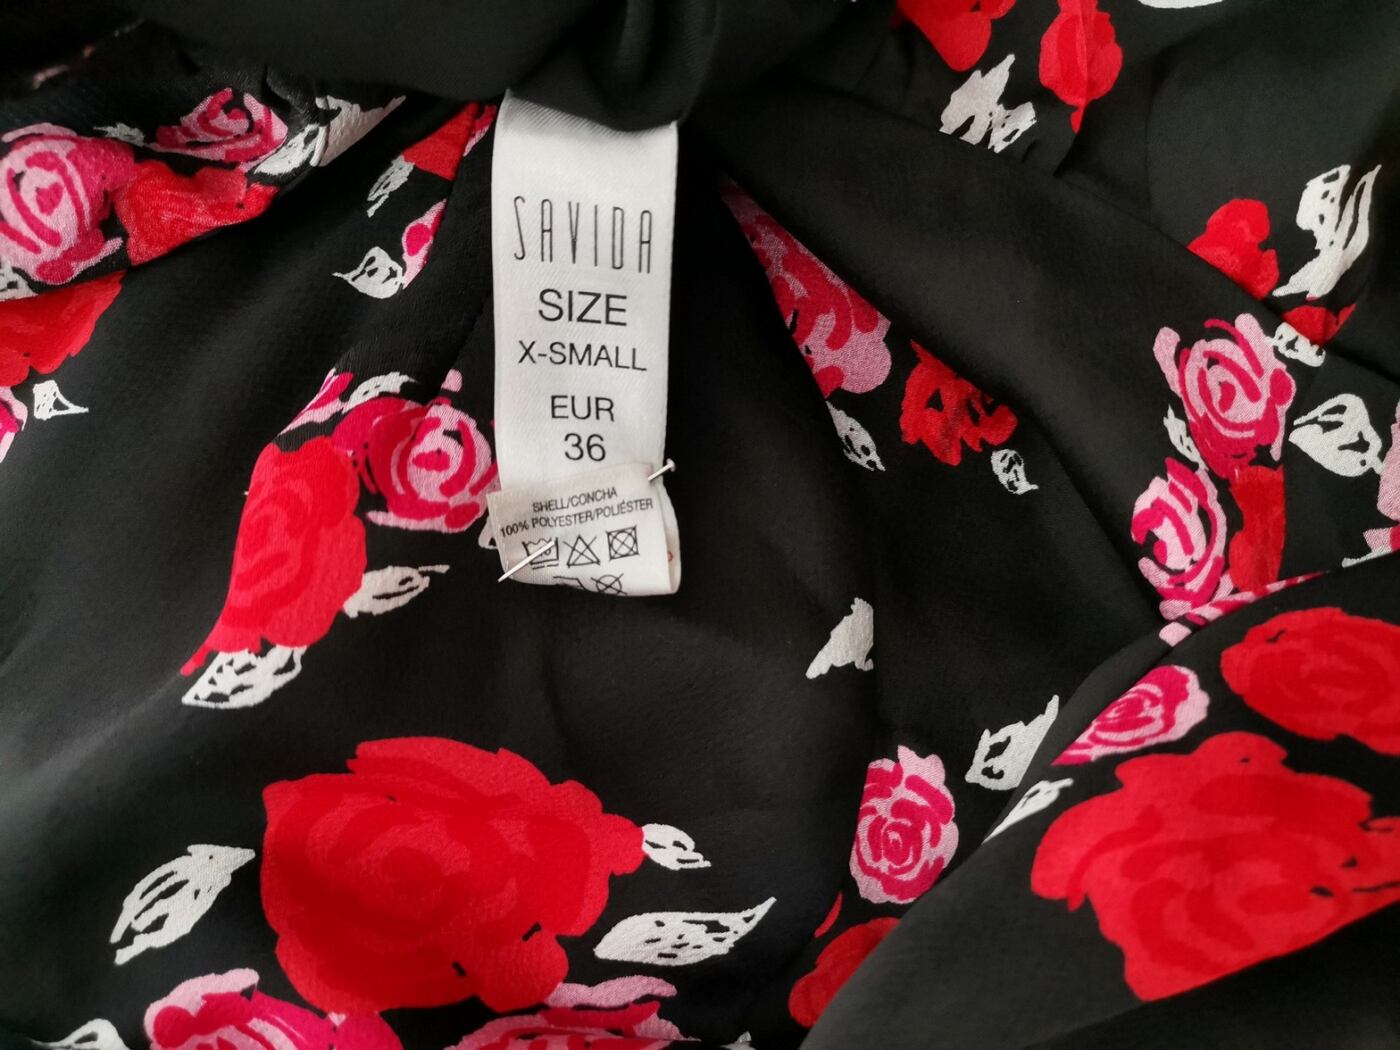 SAVIDA
SIZE
X-SMALL
EUR
36
SHELL/CONCHA
100% POLYESTER/POLIÉSTER